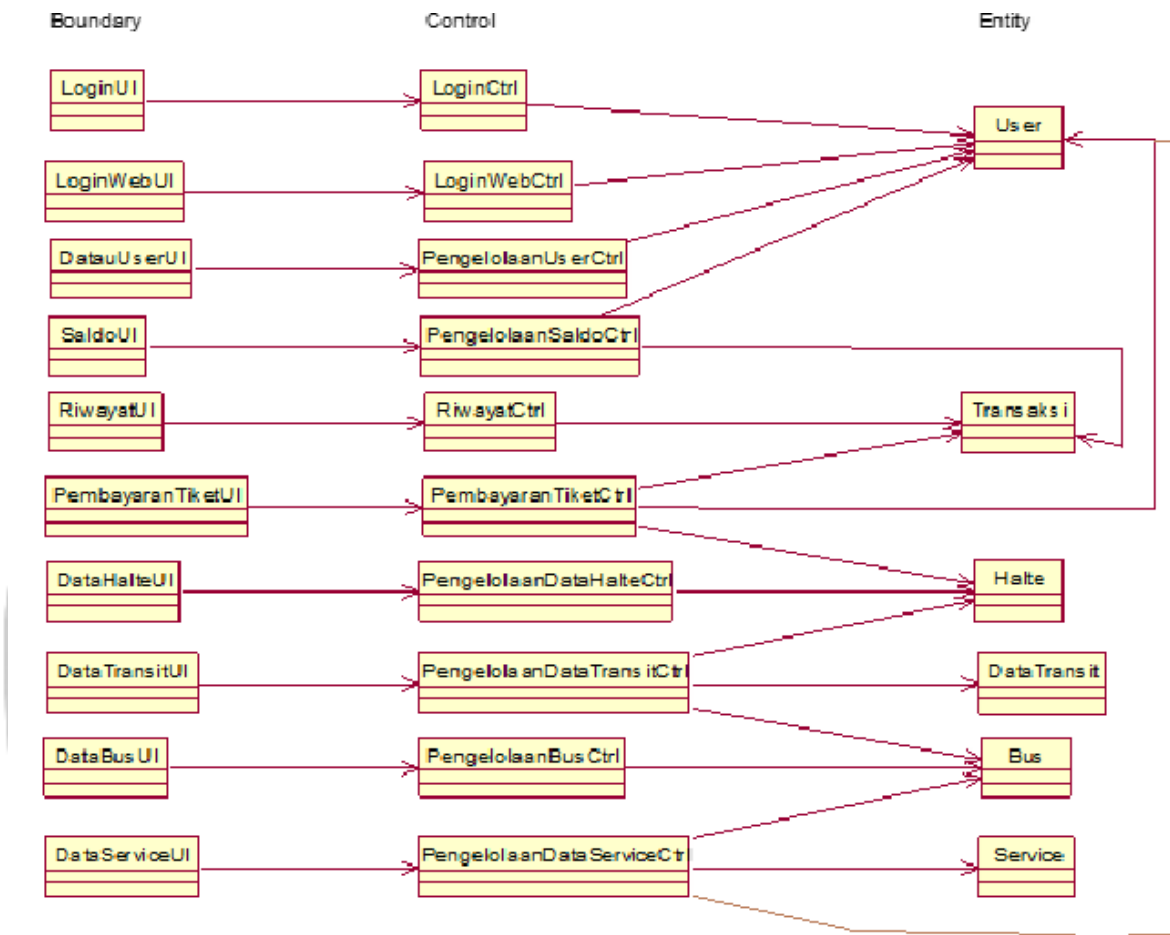 Boundary Control Entity
LoginUI LoginCtrl User
LoginWebUI LoginWebCtrl
DatauUserUI PengelolaanUserCtrl
SaldoUI PengelolaanSaldoCtrl
RiwayatUI RiwayatCtrl Transaksi
PembayaranTiketUI PembayaranTiketCtrl
DataHalteUI PengelolaanDataHalteCtrl Halte
DataTransitUI PengelolaanDataTransitCtrl DataTransit
DataBusUI PengelolaanBusCtrl Bus
DataServiceUI PengelolaanDataServiceCtrl Service